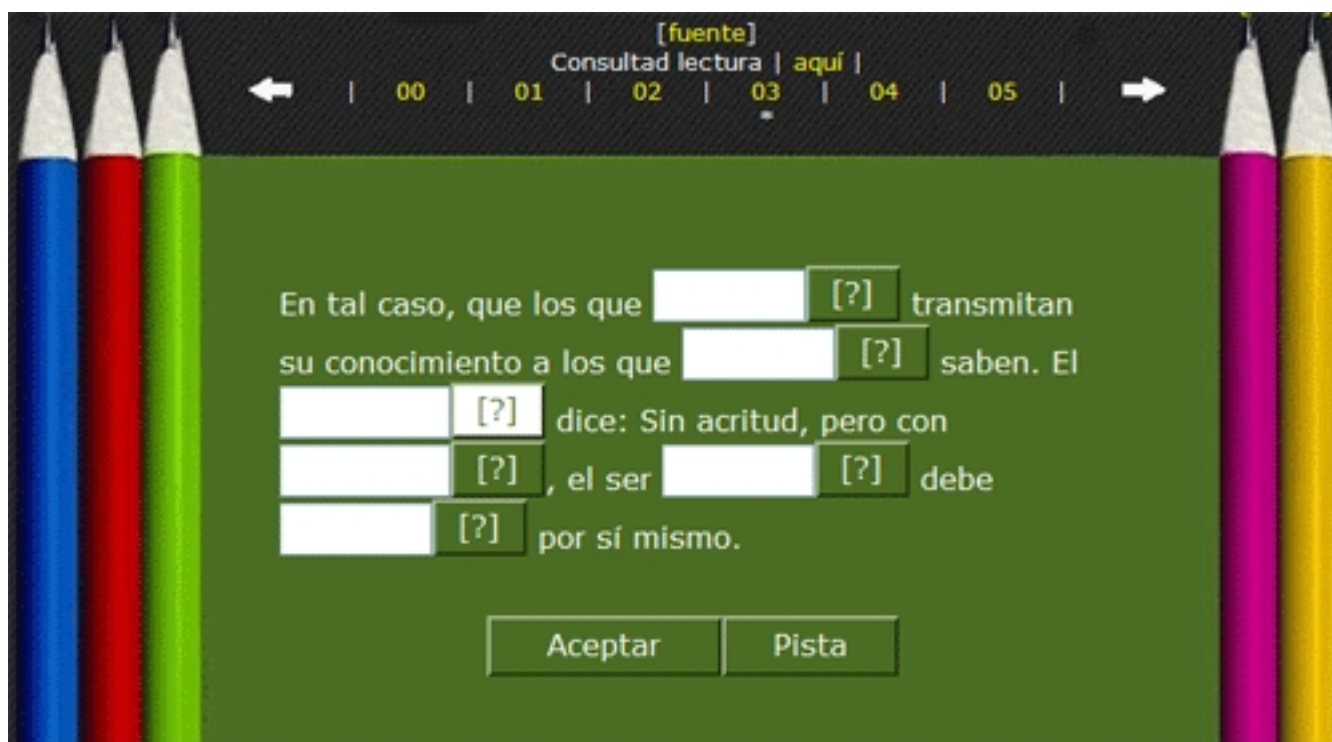 [fuente]
Consultad lectura | aquí |
| 00 | 01 | 02 | 03 | 04 | 05 |
En tal caso, que los que [?] transmitan
su conocimiento a los que [?] saben. El
[?] dice: Sin acritud, pero con
[?] , el ser [?] debe
[?] por sí mismo.
Aceptar Pista